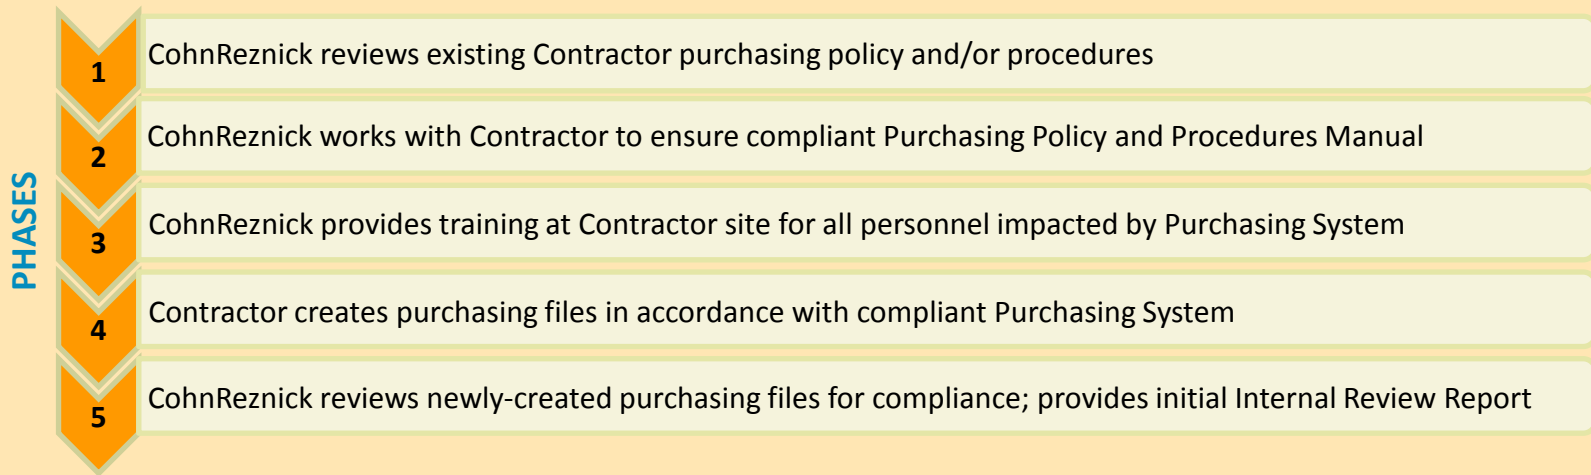 PHASES
1
CohnReznick reviews existing Contractor purchasing policy and/or procedures
2
CohnReznick works with Contractor to ensure compliant Purchasing Policy and Procedures Manual
3
CohnReznick provides training at Contractor site for all personnel impacted by Purchasing System
4
Contractor creates purchasing files in accordance with compliant Purchasing System
5
CohnReznick reviews newly-created purchasing files for compliance; provides initial Internal Review Report